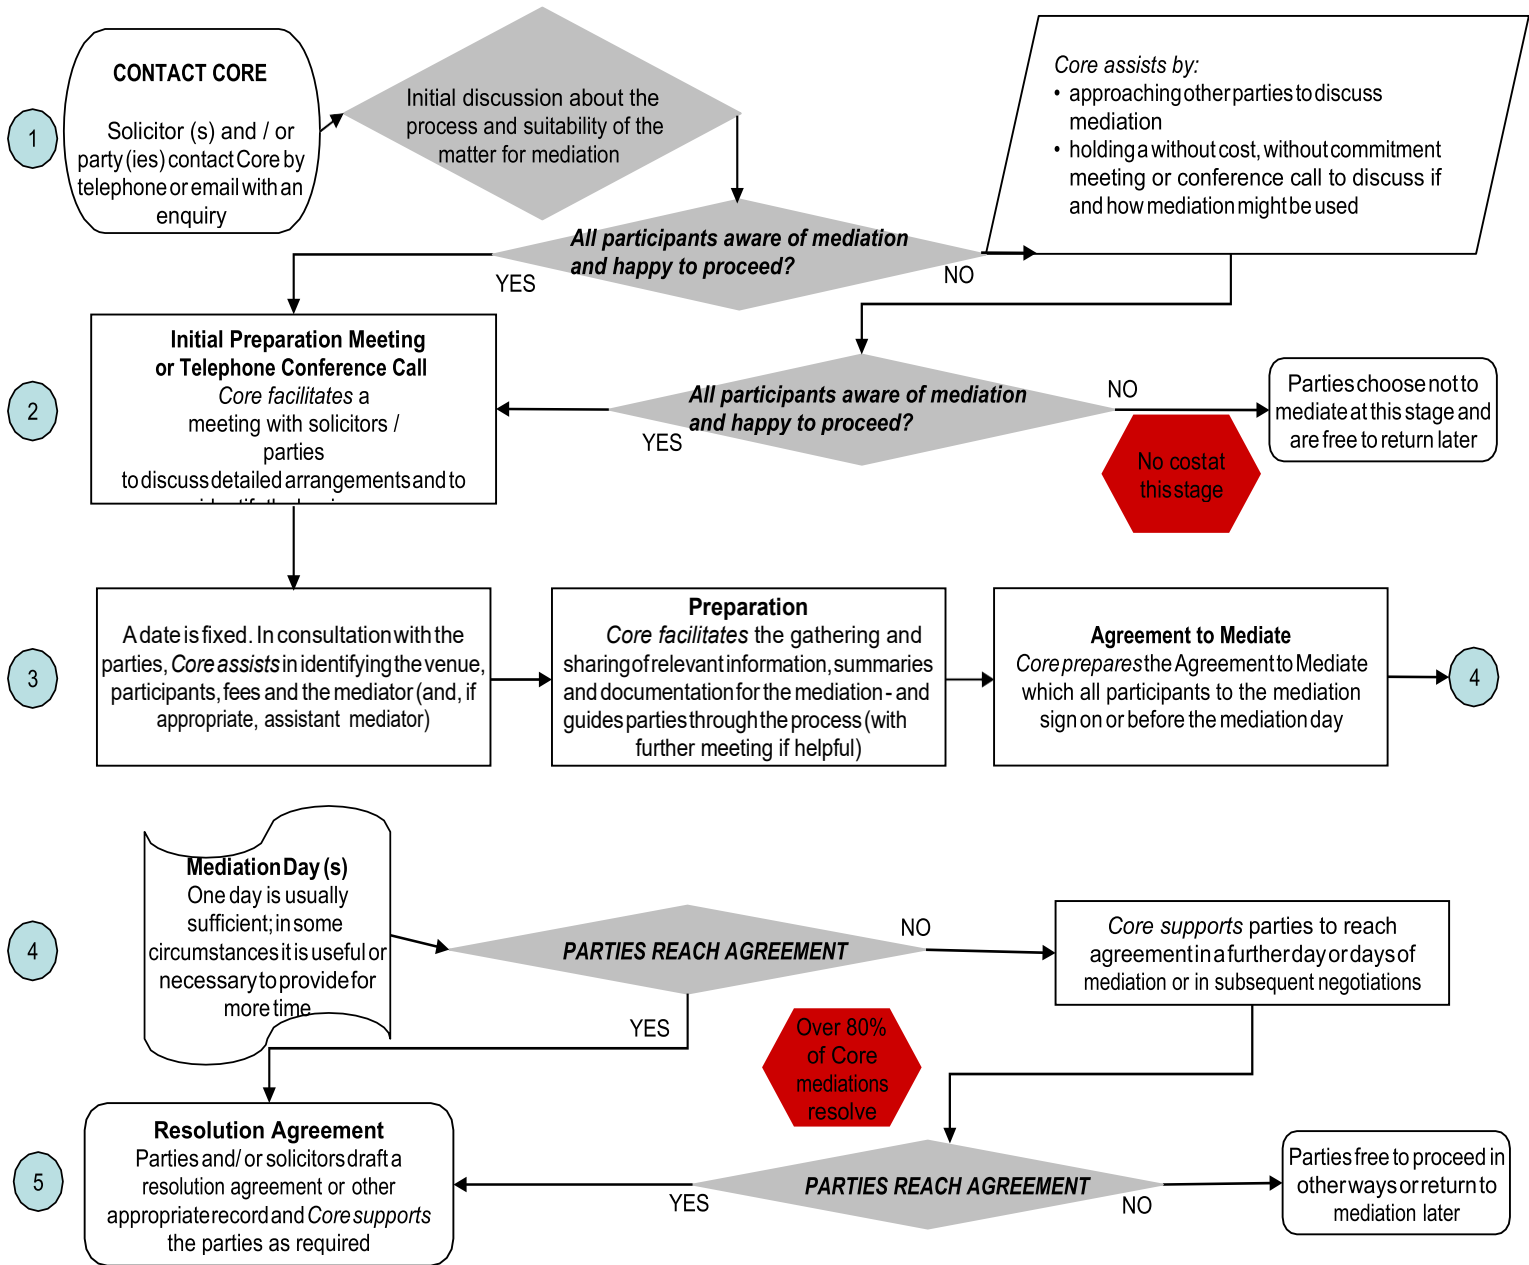 1
CONTACT CORE
Solicitor (s) and / or
party (ies) contact Core by
telephone or email with an
enquiry
Initial discussion about the
process and suitability of the
matter for mediation
Core assists by:
• approaching other parties to discuss
mediation
• holding a without cost, without commitment
meeting or conference call to discuss if
and how mediation might be used
All participants aware of mediation
and happy to proceed?
YES
NO
2
Initial Preparation Meeting
or Telephone Conference Call
Core facilitates a
meeting with solicitors /
parties
to discuss detailed arrangements and to
All participants aware of mediation
and happy to proceed?
YES
NO
No cost at
this stage
Parties choose not to
mediate at this stage and
are free to return later
3
A date is fixed. In consultation with the
parties, Core assists in identifying the venue,
participants, fees and the mediator (and, if
appropriate, assistant mediator)
Preparation
Core facilitates the gathering and
sharing of relevant information, summaries
and documentation for the mediation - and
guides parties through the process (with
further meeting if helpful)
Agreement to Mediate
Core prepares the Agreement to Mediate
which all participants to the mediation
sign on or before the mediation day
4
4
Mediation Day (s)
One day is usually
sufficient; in some
circumstances it is useful or
necessary to provide for
more time
PARTIES REACH AGREEMENT
NO
YES
Core supports parties to reach
agreement in a further day or days of
mediation or in subsequent negotiations
Over 80%
of Core
mediations
resolve
5
Resolution Agreement
Parties and/ or solicitors draft a
resolution agreement or other
appropriate record and Core supports
the parties as required
PARTIES REACH AGREEMENT
YES
NO
Parties free to proceed in
other ways or return to
mediation later